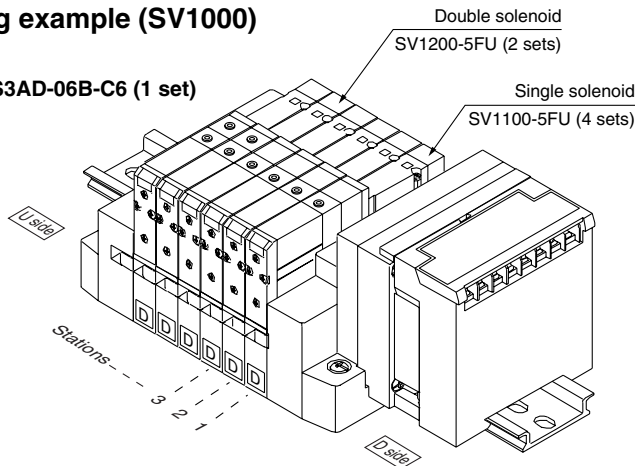 g example (SV1000)
Double solenoid
SV1200-5FU (2 sets)
S3AD-06B-C6 (1 set)
Single solenoid
SV1100-5FU (4 sets)
U side
D D D D D D
Stations
3
2
1
D side